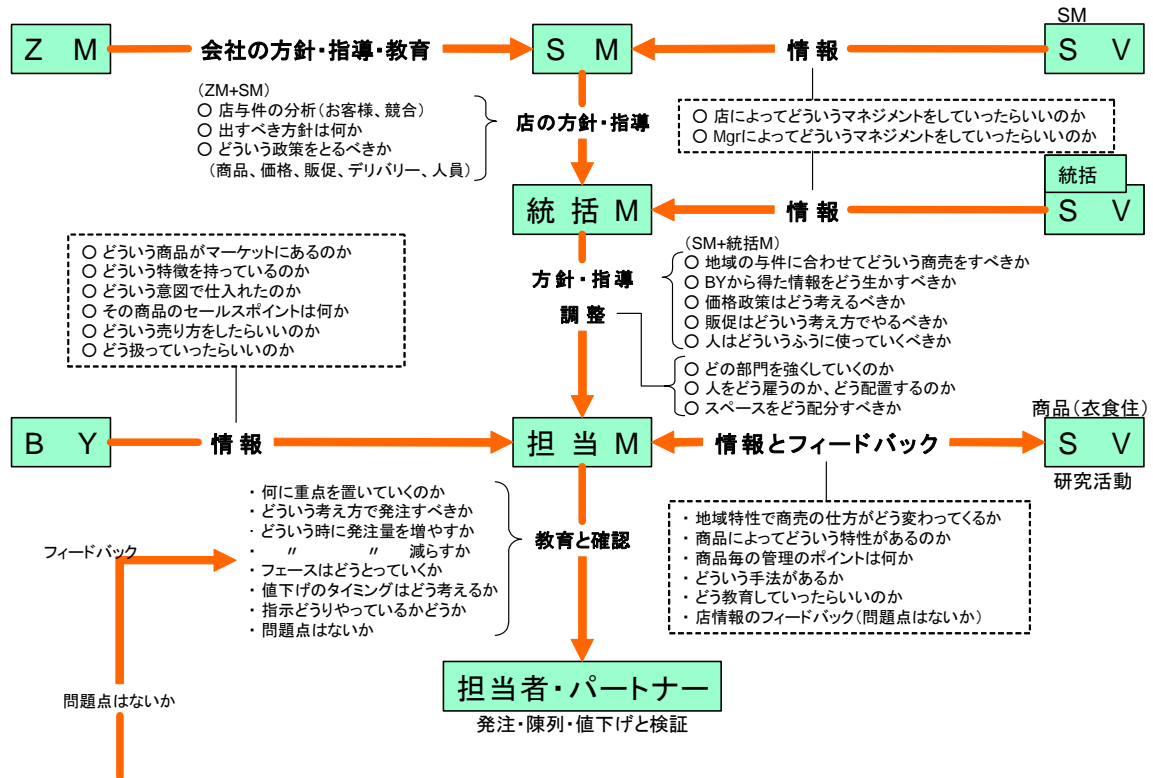 SM
Z M
会社の方針・指導・教育
S M
情報
S V
(ZM+SM)
○ 店与件の分析(お客様、競合)
○ 出すべき方針は何か
○ どういう政策をとるべきか
(商品、価格、販促、デリバリー、人員)
店の方針・指導
○ 店によってどういうマネジメントをしていったらいいのか
○ Mgrによってどういうマネジメントをしていったらいいのか
統括
統 括 M
情報
S V
○ どういう商品がマーケットにあるのか
○ どういう特徴を持っているのか
○ どういう意図で仕入れたのか
○ その商品のセールスポイントは何か
○ どういう売り方をしたらいいのか
○ どう扱っていったらいいのか
方針・指導
調整
(SM+統括M)
○ 地域の与件に合わせてどういう商売をすべきか
○ BYから得た情報をどう生かすべきか
○ 価格政策はどう考えるべきか
○ 販促はどういう考え方でやるべきか
○ 人はどういうふうに使っていくべきか
○ どの部門を強くしていくのか
○ 人をどう雇うのか、どう配置するのか
○ スペースをどう配分すべきか
商品(衣食住)
B Y
情報
担 当 M
情報とフィードバック
S V
研究活動
・ 何に重点を置いていくのか
・ どういう考え方で発注すべきか
・ どういう時に発注量を増やすか
・ 〃 〃 減らすか
・ フェースはどうとっていくか
・ 値下げのタイミングはどう考えるか
・ 指示どうりやっているかどうか
・ 問題点はないか
教育と確認
・ 地域特性で商売の仕方がどう変わってくるか
・ 商品によってどういう特性があるのか
・ 商品毎の管理のポイントは何か
・ どういう手法があるか
・ どう教育していったらいいのか
・ 店情報のフィードバック(問題点はないか)
フィードバック
問題点はないか
担当者・パートナー
発注・陳列・値下げと検証